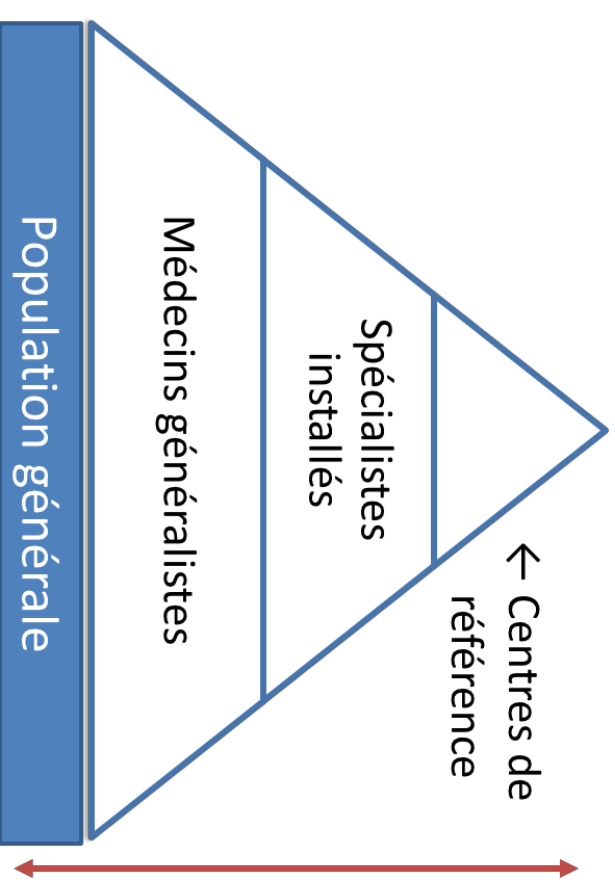 ← Centres de
référence
Spécialistes
installés
Médecins généralistes
Population générale